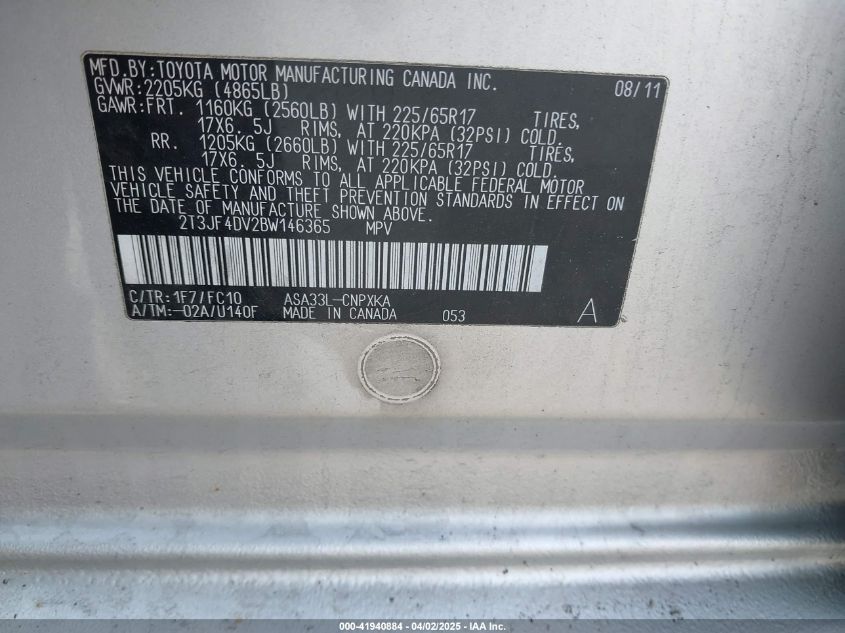 MFD.BY:TOYOTA MOTOR MANUFACTURING CANADA INC.
GVWR:2205KG (4865LB) 08/11
GAWR:FRT. 1160KG (2560LB) WITH 225/65R17 TIRES,
17X6. 5J RIMS, AT 220KPA (32PSI) COLD.
RR. 1205KG (2660LB) WITH 225/65R17 TIRES,
17X6. 5J RIMS, AT 220KPA (32PSI) COLD.
THIS VEHICLE CONFORMS TO ALL APPLICABLE FEDERAL MOTOR
VEHICLE SAFETY AND THEFT PREVENTION STANDARDS IN EFFECT ON
THE DATE OF MANUFACTURE SHOWN ABOVE.
2T3JF4DV2BW146365 MPV
C/TR:1F7/FC10 ASA33L-CNPXKA
A/TM:-02A/U140F MADE IN CANADA 053 A
000-41940884 - 04/02/2025 - IAA Inc.